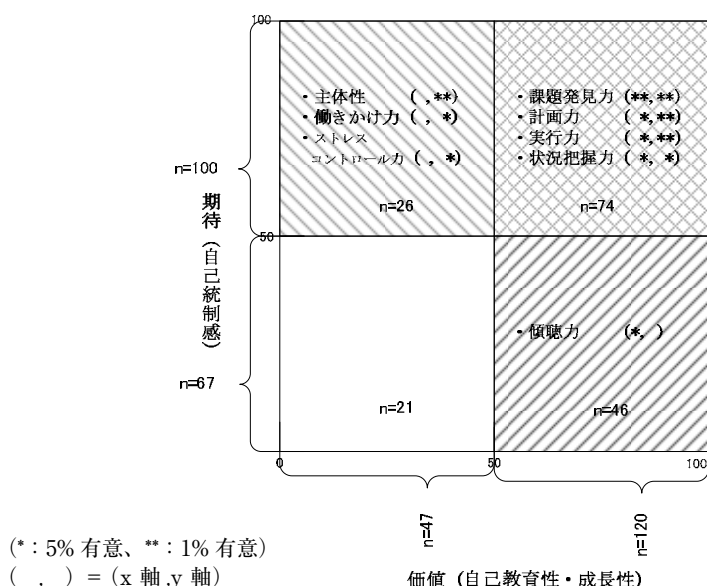 100
・主体性 ( ,**)
・働きかけ力 ( , *)
・ストレス
コントロール力 ( , *)
n=26
・課題発見力 (**,**)
・計画力 ( *,**)
・実行力 ( *,**)
・状況把握力 ( *, *)
n=74
n=100
期待（自己統制感）
50
n=67
n=21
・傾聴力 (*, )
n=46
0
50
100
n=47
n=120
(*：5% 有意、**：1% 有意)
( , ) = (x 軸 ,y 軸)
価値（自己教育性・成長性）